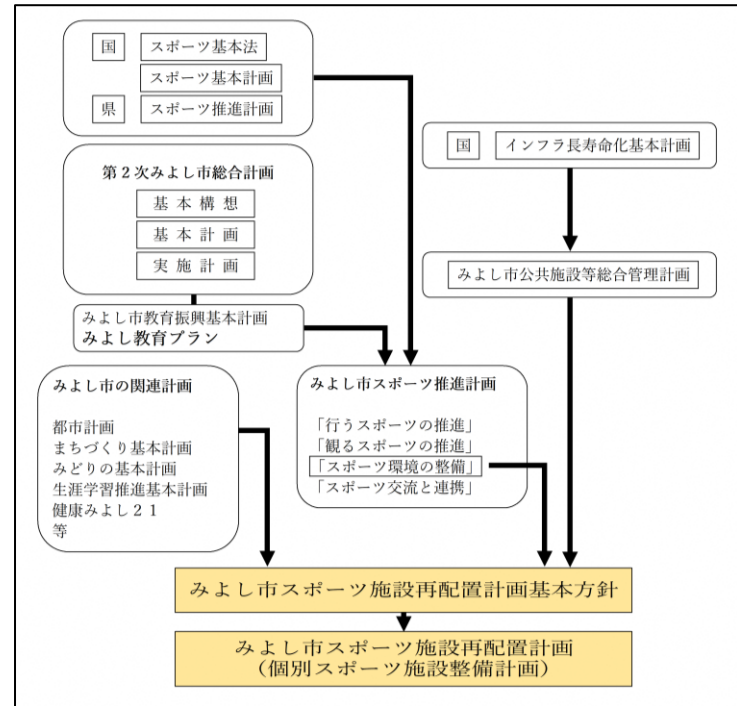 国 スポーツ基本法
スポーツ基本計画
県 スポーツ推進計画
国 インフラ長寿命化基本計画
第2次みよし市総合計画
基 本 構 想
基 本 計 画
実 施 計 画
みよし市公共施設等総合管理計画
みよし市教育振興基本計画
みよし教育プラン
みよし市の関連計画
都市計画
まちづくり基本計画
みどりの基本計画
生涯学習推進基本計画
健康みよし21
等
みよし市スポーツ推進計画
「行うスポーツの推進」
「観るスポーツの推進」
「スポーツ環境の整備」
「スポーツ交流と連携」
みよし市スポーツ施設再配置計画基本方針
みよし市スポーツ施設再配置計画
(個別スポーツ施設整備計画)